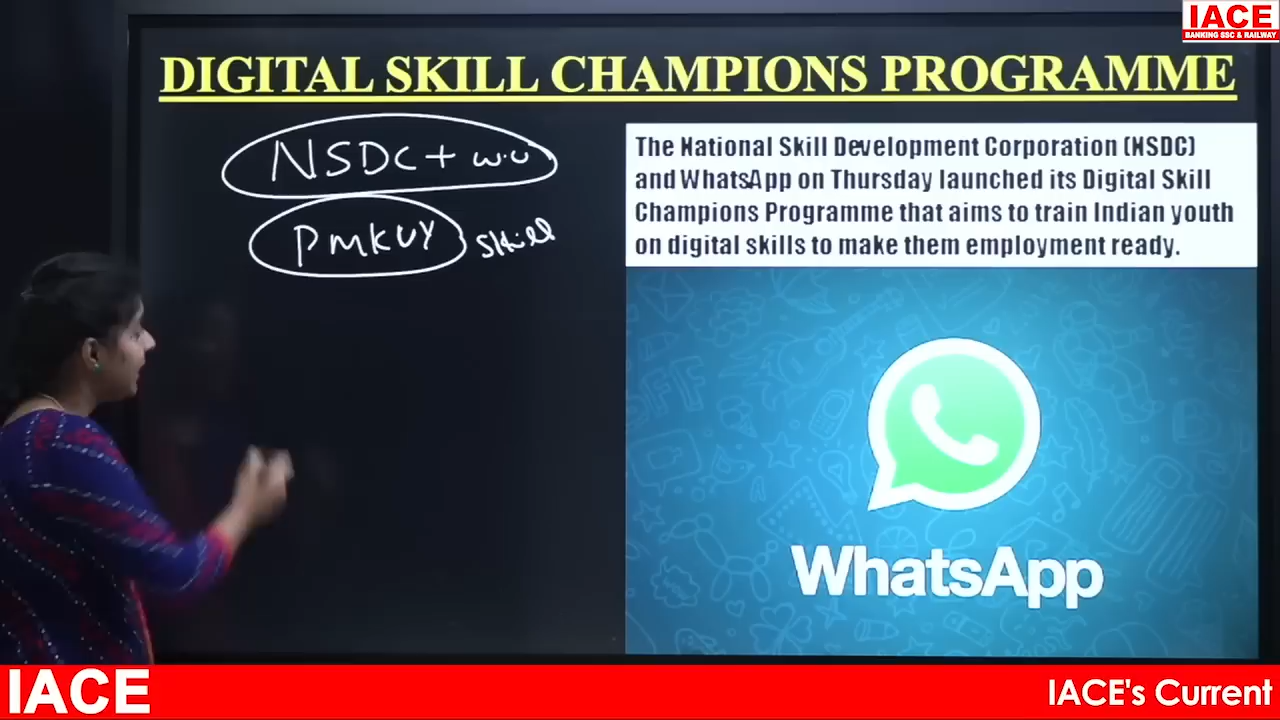 IACE
BANKING SSC & RAILWAY
DIGITAL SKILL CHAMPIONS PROGRAMME
NSDC +
PMKVY skill
The National Skill Development Corporation (NSDC)
and WhatsApp on Thursday launched its Digital Skill
Champions Programme that aims to train Indian youth
on digital skills to make them employment ready.
WhatsApp
IACE
IACE's Current